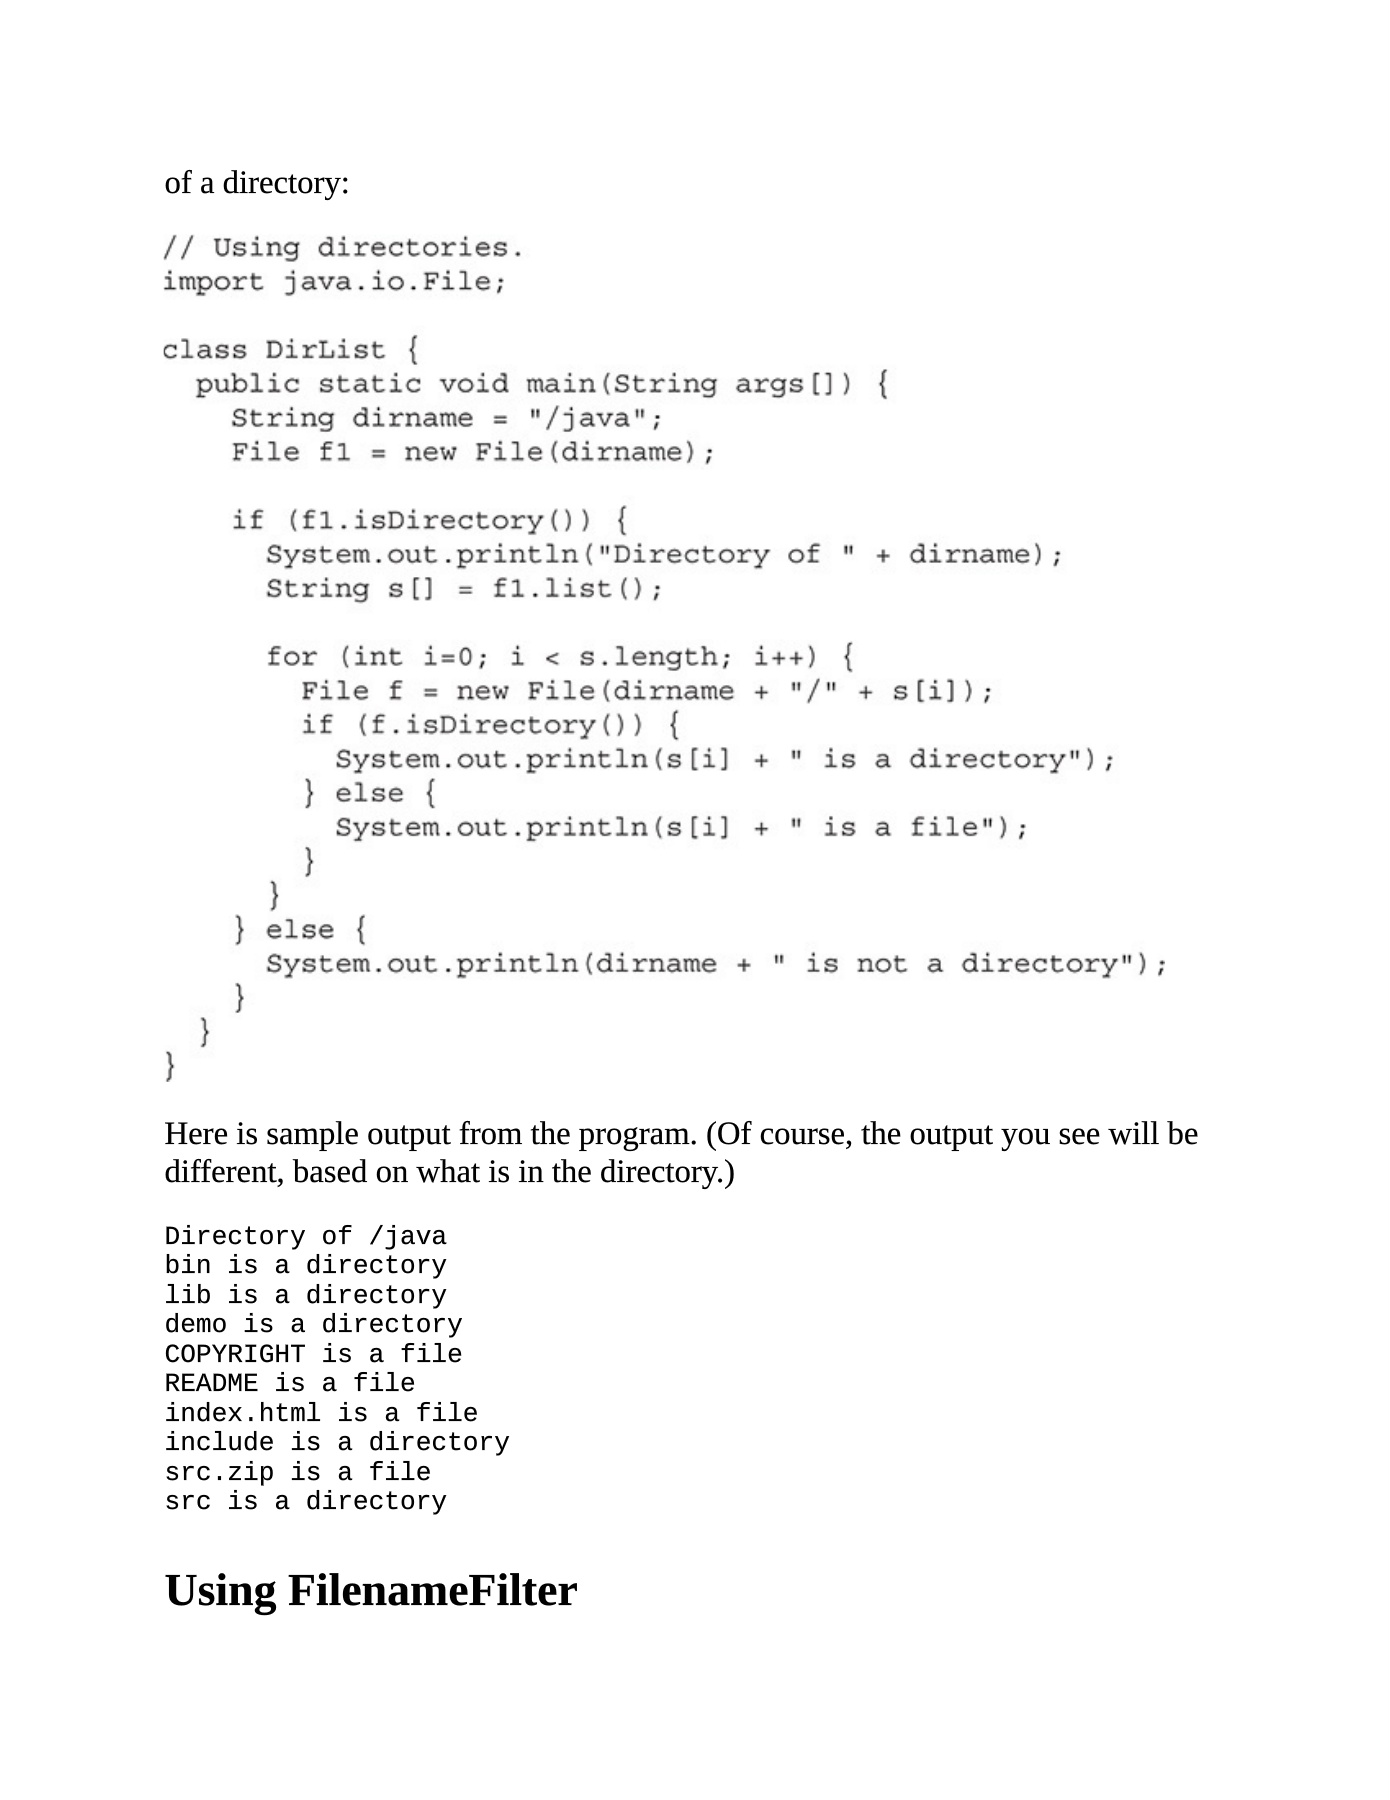 of a directory:
// Using directories.
import java.io.File;
class DirList {
  public static void main(String args[]) {
    String dirname = "/java";
    File f1 = new File(dirname);
    if (f1.isDirectory()) {
      System.out.println("Directory of " + dirname);
      String s[] = f1.list();
      for (int i=0; i < s.length; i++) {
        File f = new File(dirname + "/" + s[i]);
        if (f.isDirectory()) {
          System.out.println(s[i] + " is a directory");
        } else {
          System.out.println(s[i] + " is a file");
        }
      }
    } else {
      System.out.println(dirname + " is not a directory");
    }
  }
}
Here is sample output from the program. (Of course, the output you see will be
different, based on what is in the directory.)
Directory of /java
bin is a directory
lib is a directory
demo is a directory
COPYRIGHT is a file
README is a file
index.html is a file
include is a directory
src.zip is a file
src is a directory
Using FilenameFilter